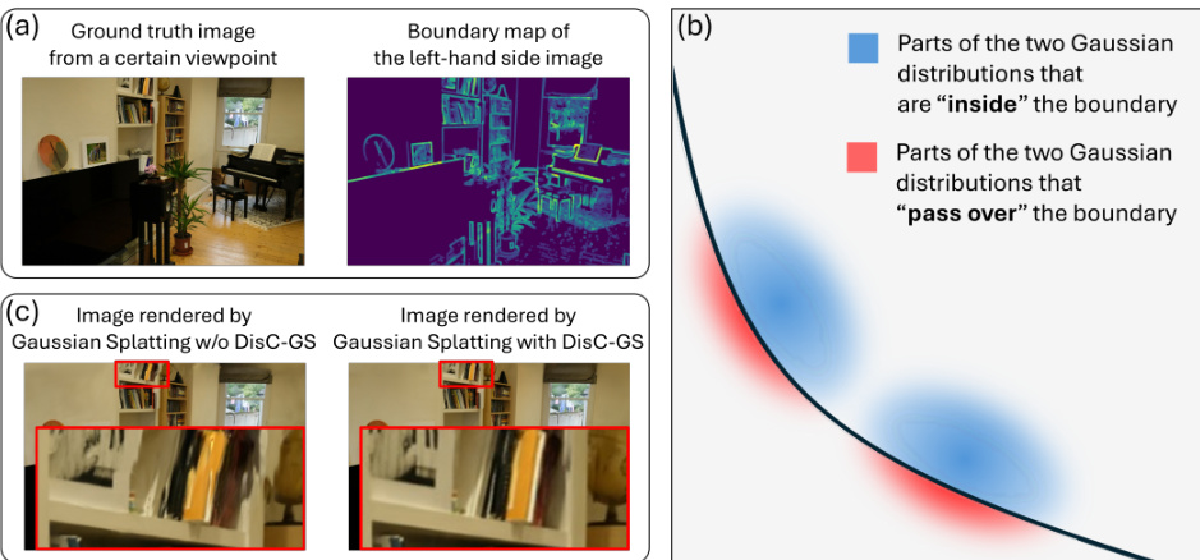 (a)
Ground truth image
from a certain viewpoint
Boundary map of
the left-hand side image
(b)
Parts of the two Gaussian
distributions that
are “inside” the boundary
Parts of the two Gaussian
distributions that
“pass over” the boundary
(c)
Image rendered by
Gaussian Splatting w/o DisC-GS
Image rendered by
Gaussian Splatting with DisC-GS